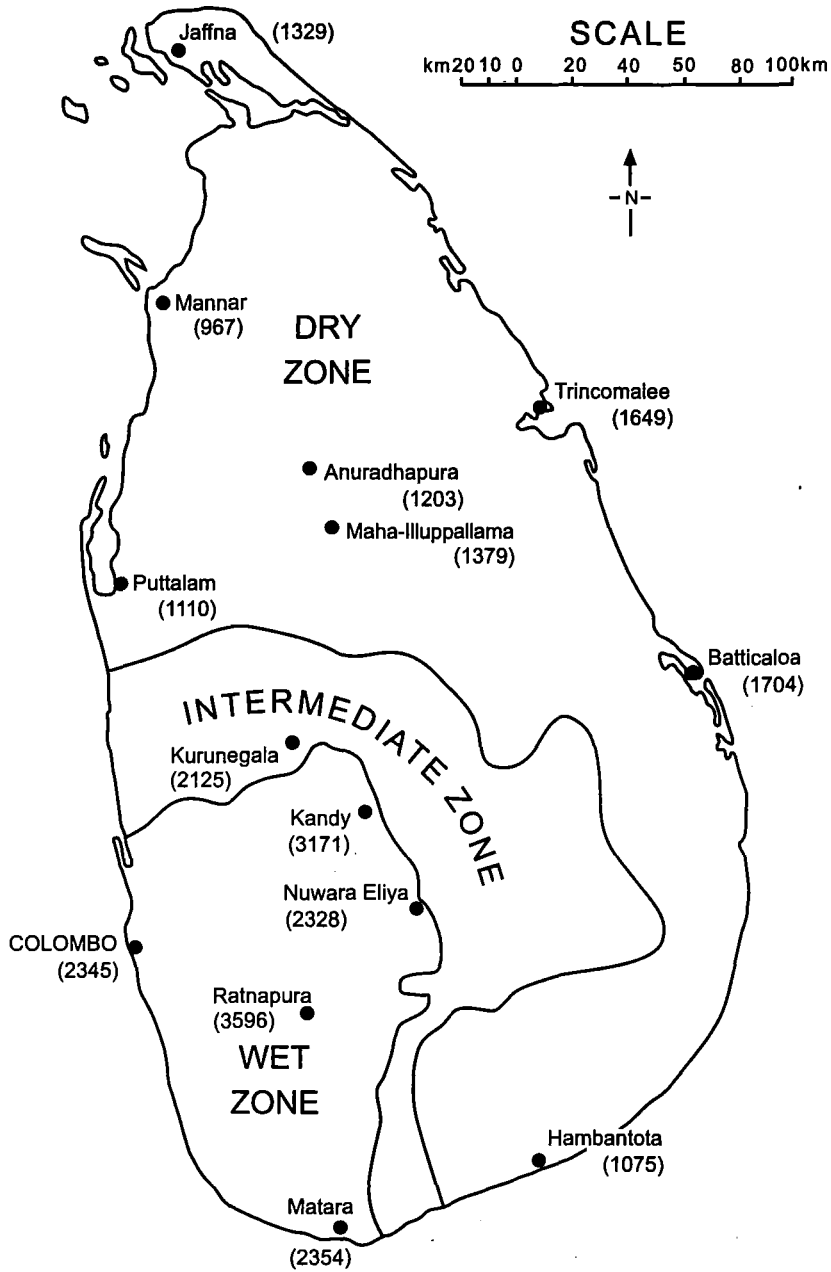 Jaffna (1329)
SCALE
km20 10 0 20 40 50 80 100km
N
Mannar
(967)
DRY
ZONE
Trincomalee
(1649)
Anuradhapura
(1203)
Maha-Illuppallama
(1379)
Puttalam
(1110)
Batticaloa
(1704)
INTERMEDIATE ZONE
Kurunegala
(2125)
Kandy
(3171)
Nuwara Eliya
(2328)
COLOMBO
(2345)
Ratnapura
(3596)
WET
ZONE
Hambantota
(1075)
Matara
(2354)